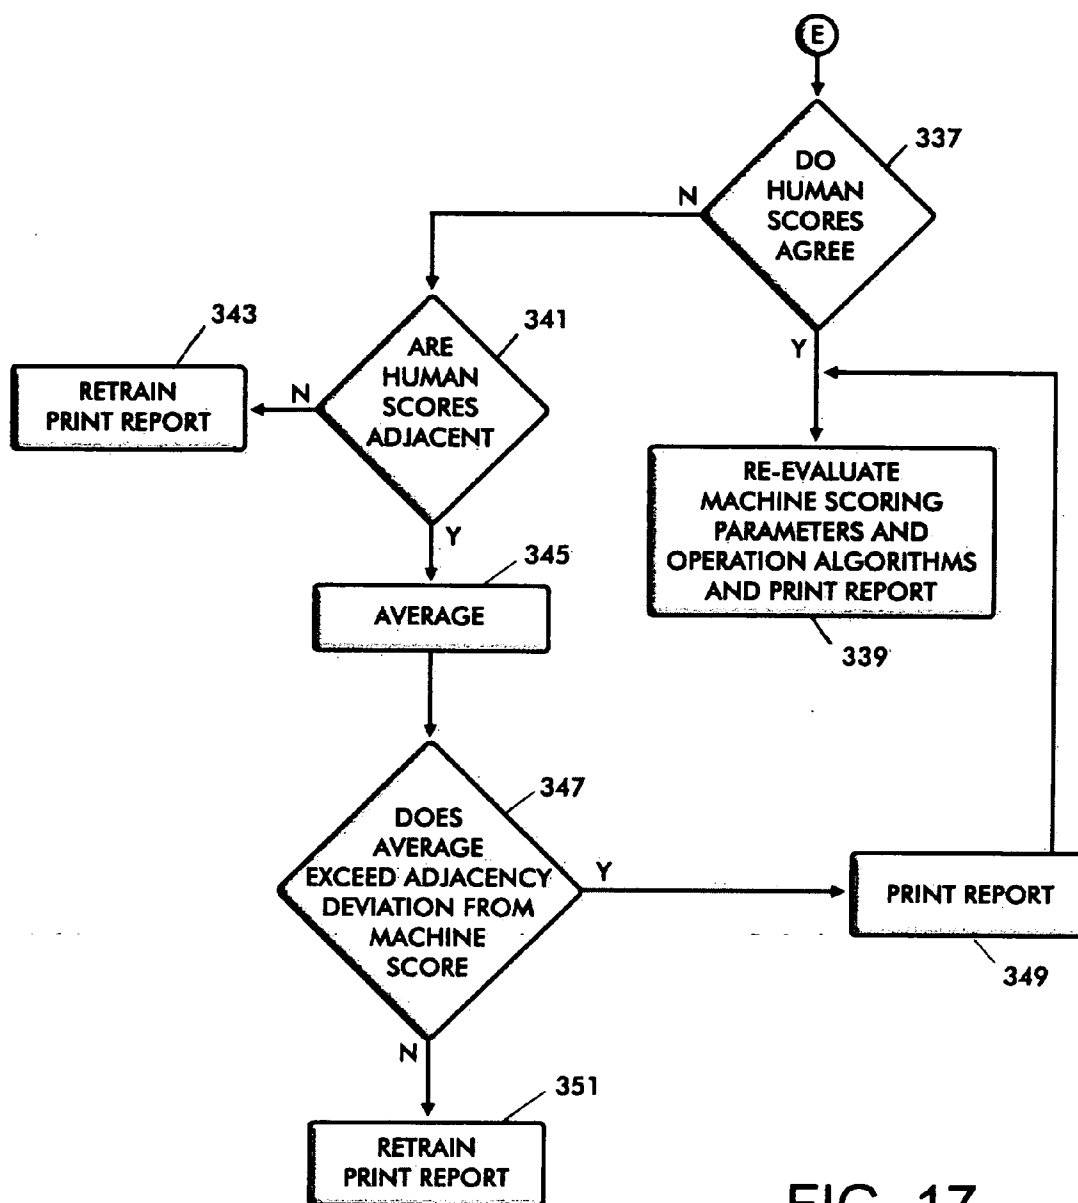 E
337
DO
HUMAN
SCORES
AGREE
N
Y
341
ARE
HUMAN
SCORES
ADJACENT
N
Y
343
RETRAIN
PRINT REPORT
RE-EVALUATE
MACHINE SCORING
PARAMETERS AND
OPERATION ALGORITHMS
AND PRINT REPORT
339
345
AVERAGE
347
DOES
AVERAGE
EXCEED ADJACENCY
DEVIATION FROM
MACHINE
SCORE
Y
N
PRINT REPORT
349
351
RETRAIN
PRINT REPORT
FIG. 17